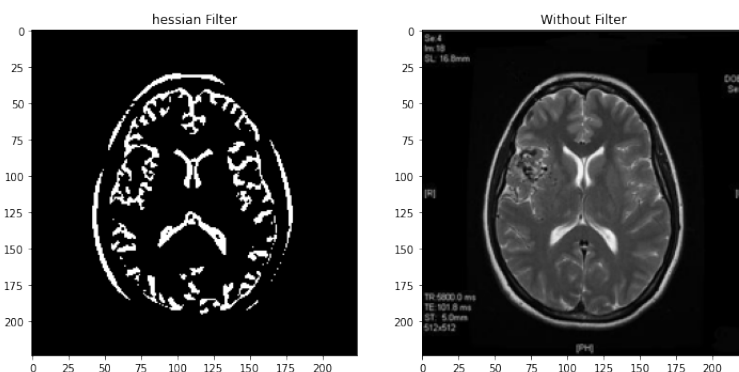 hessian Filter
0
25
50
75
100
125
150
175
200
0 25 50 75 100 125 150 175 200
Without Filter
0
25
50
75
100
125
150
175
200
0 25 50 75 100 125 150 175 200
Se:4
Im:18
SL: 16.8mm
DOB
Se
[R]
[
TR:5800.0 ms
TE:101.8 ms
ST: 5.0mm
512x512
[PH]